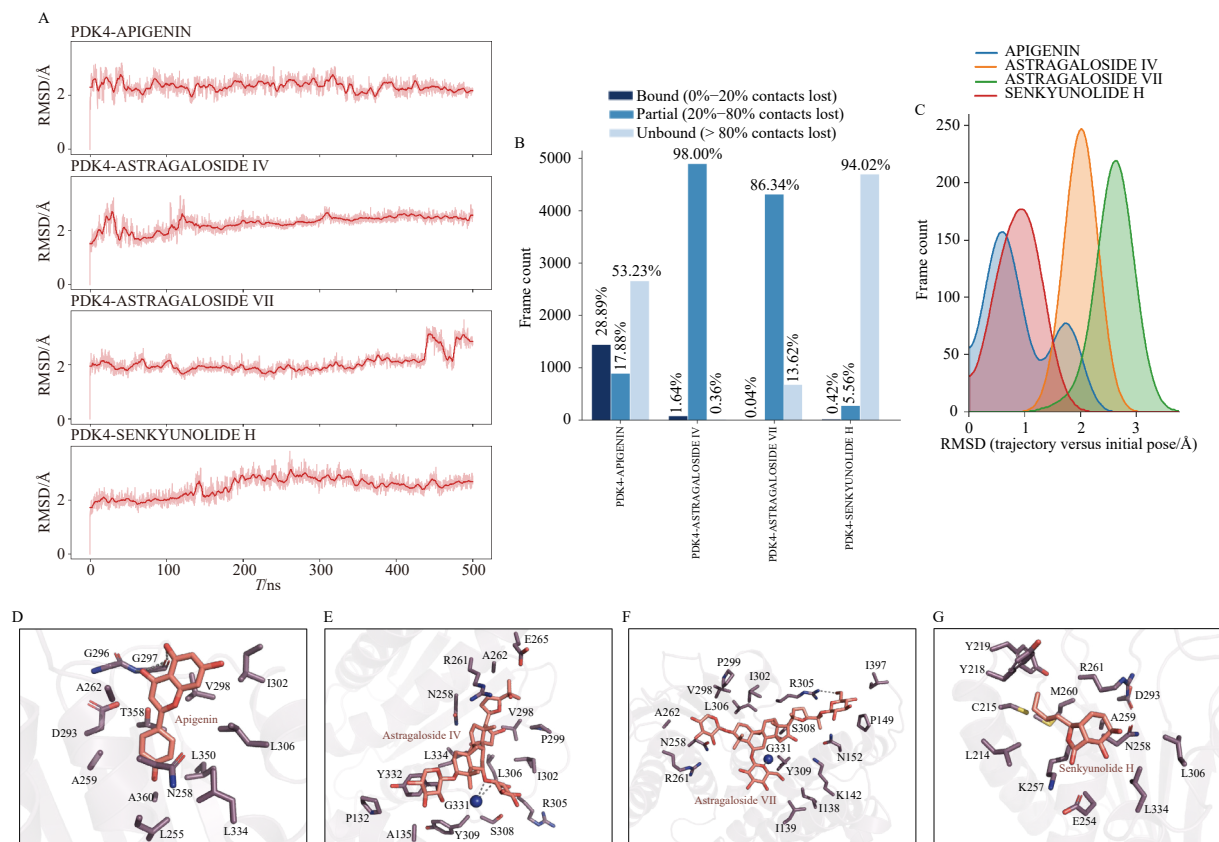 A
PDK4-APIGENIN
RMSD/Å
2
0
PDK4-ASTRAGALOSIDE IV
RMSD/Å
2
0
PDK4-ASTRAGALOSIDE VII
RMSD/Å
2
0
PDK4-SENKYUNOLIDE H
RMSD/Å
2
0
0 100 200 300 400 500
T/ns
B
Bound (0%−20% contacts lost)
Partial (20%−80% contacts lost)
Unbound (> 80% contacts lost)
Frame count
5000
4000
3000
2000
1000
0
28.89%
17.88%
53.23%
1.64%
98.00%
0.36%
0.04%
86.34%
13.62%
0.42%
5.56%
94.02%
PDK4-APIGENIN
PDK4-ASTRAGALOSIDE IV
PDK4-ASTRAGALOSIDE VII
PDK4-SENKYUNOLIDE H
APIGENIN
ASTRAGALOSIDE IV
ASTRAGALOSIDE VII
SENKYUNOLIDE H
C
Frame count
250
200
150
100
50
0
0 1 2 3
RMSD (trajectory versus initial pose/Å)
D
G296
G297
A262
V298
I302
T358
Apigenin
D293
L306
L350
A259
N258
A360
L255
L334
E
E265
R261
A262
N258
V298
Astragaloside IV
P299
L334
Y332
L306
I302
G331
R305
P132
S308
A135
Y309
F
P299
V298
I302
R305
I397
L306
A262
S308
P149
N258
G331
N152
R261
Y309
K142
Astragaloside VII
I138
I139
G
Y219
Y218
R261
M260
D293
C215
A259
N258
L214
Senkyunolide H
L306
K257
L334
E254